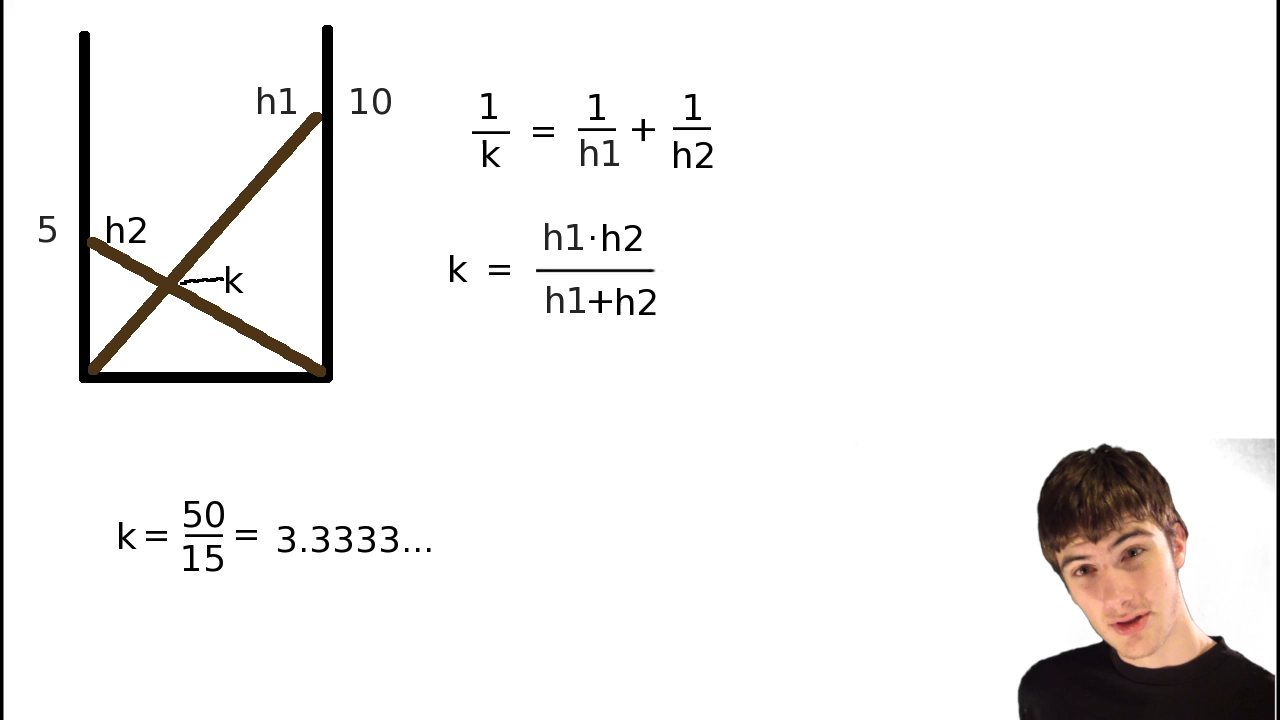 h1 10
5 h2
k
1/k = 1/h1 + 1/h2
k = h1·h2/h1+h2
k = 50/15 = 3.3333...